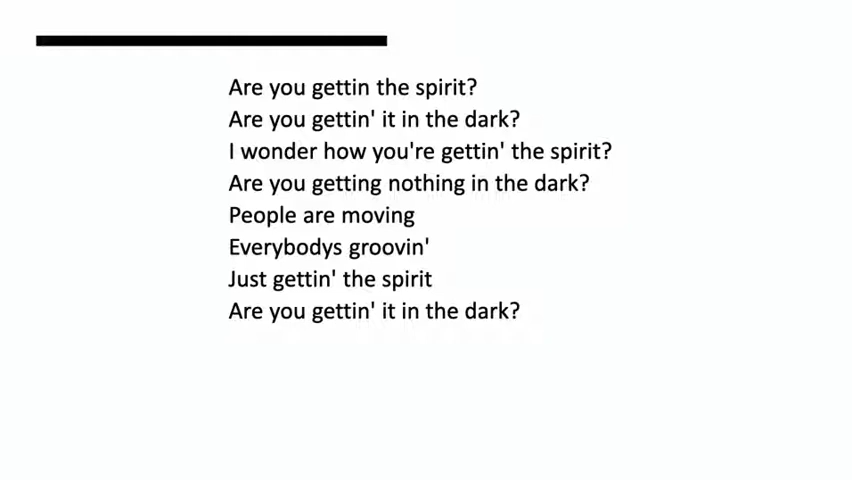 Are you gettin the spirit?
Are you gettin' it in the dark?
I wonder how you're gettin' the spirit?
Are you getting nothing in the dark?
People are moving
Everybodys groovin'
Just gettin' the spirit
Are you gettin' it in the dark?